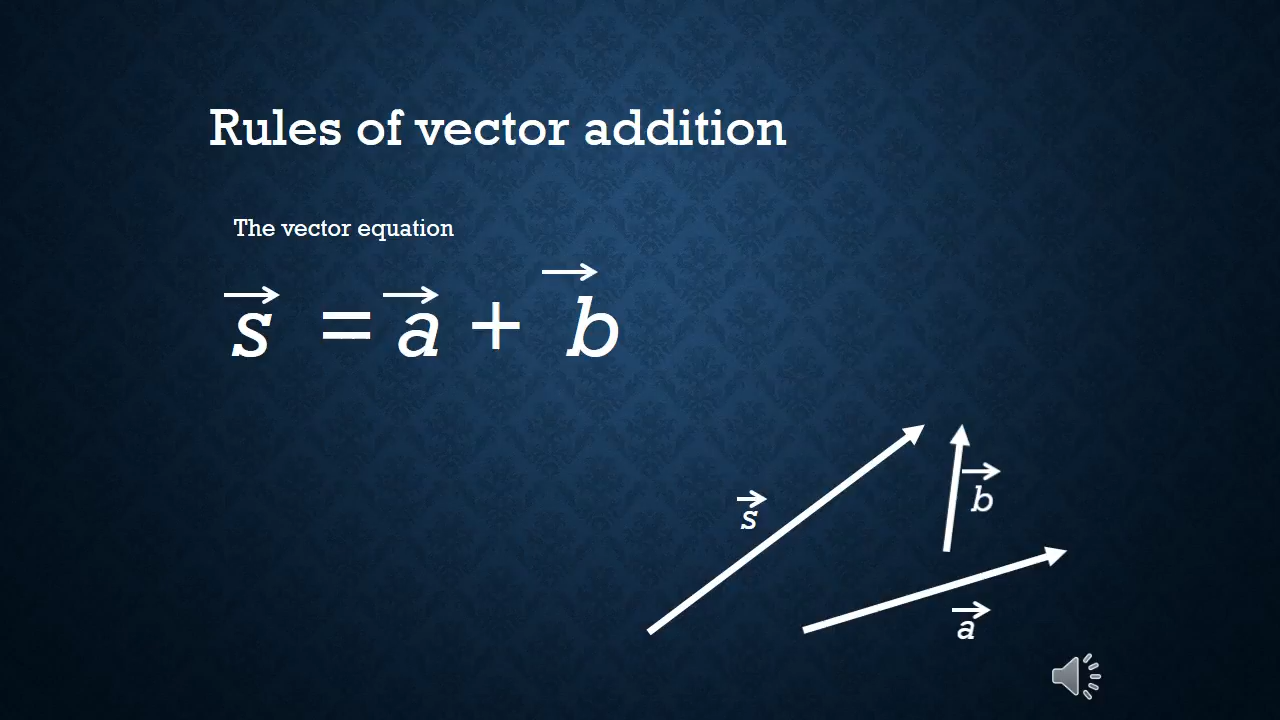 Rules of vector addition
The vector equation
s⃗ = a⃗ + b⃗
s⃗
b⃗
a⃗